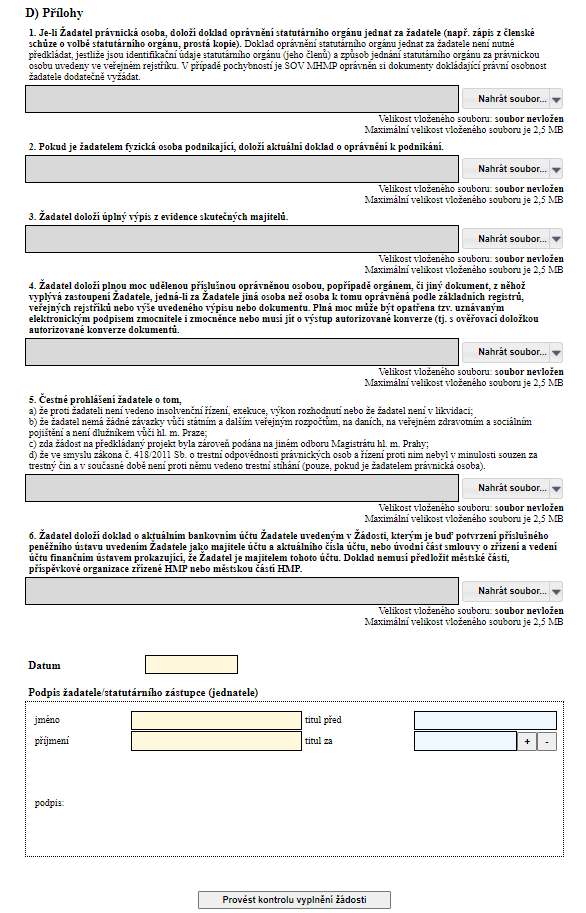 D) Přílohy
1. Je-li Žadatel právnická osoba, doloží doklad oprávnění statutárního orgánu jednat za žadatele (např. zápis z členské
schůze o volbě statutárního orgánu, prostá kopie). Doklad oprávnění statutárního orgánu jednat za žadatele není nutné
předkládat, jestliže jsou identifikační údaje statutárního orgánu (jeho členů) a způsob jednání statutárního orgánu za právnickou
osobu uvedeny ve veřejném rejstříku. V případě pochybností je SOV MHMP oprávněn si dokumenty dokládající právní osobnost
žadatele dodatečně vyžádat.
Nahrát soubor...
Velikost vloženého souboru: soubor nevložen
Maximální velikost vloženého souboru je 2,5 MB
2. Pokud je žadatelem fyzická osoba podnikající, doloží aktuální doklad o oprávnění k podnikání.
Nahrát soubor...
Velikost vloženého souboru: soubor nevložen
Maximální velikost vloženého souboru je 2,5 MB
3. Žadatel doloží úplný výpis z evidence skutečných majitelů.
Nahrát soubor...
Velikost vloženého souboru: soubor nevložen
Maximální velikost vloženého souboru je 2,5 MB
4. Žadatel doloží plnou moc udělenou příslušnou oprávněnou osobou, popřípadě orgánem, či jiný dokument, z něhož
vyplývá zastoupení Žadatele, jedná-li za Žadatele jiná osoba než osoba k tomu oprávněná podle základních registrů,
veřejných rejstříků nebo výše uvedeného výpisu nebo dokumentu. Plná moc může být opatřena tzv. uznávaným
elektronickým podpisem zmocnitele i zmocněnce nebo musí jít o výstup autorizované konverze (tj. s ověřovací doložkou
autorizované konverze dokumentů.
Nahrát soubor...
Velikost vloženého souboru: soubor nevložen
Maximální velikost vloženého souboru je 2,5 MB
5. Čestné prohlášení žadatele o tom,
a) že proti žadateli není vedeno insolvenční řízení, exekuce, výkon rozhodnutí nebo že žadatel není v likvidaci;
b) že žadatel nemá žádné závazky vůči státním a dalším veřejným rozpočtům, na daních, na veřejném zdravotním a sociálním
pojištění a není dlužníkem vůči hl. m. Praze;
c) zda žádost na předkládaný projekt byla zároveň podána na jiném odboru Magistrátu hl. m. Prahy;
d) že ve smyslu zákona č. 418/2011 Sb. o trestní odpovědnosti právnických osob a řízení proti nim nebyl v minulosti souzen za
trestný čin a v současné době není proti němu vedeno trestní stíhání (pouze, pokud je žadatelem právnická osoba).
Nahrát soubor...
Velikost vloženého souboru: soubor nevložen
Maximální velikost vloženého souboru je 2,5 MB
6. Žadatel doloží doklad o aktuálním bankovním účtu Žadatele uvedeným v Žádosti, kterým je buď potvrzení příslušného
peněžního ústavu uvedením Žadatele jako majitele účtu a aktuálního čísla účtu, nebo úvodní část smlouvy o zřízení a vedení
účtu finančním ústavem prokazující, že Žadatel je majitelem tohoto účtu. Doklad nemusí předložit městské části,
příspěvkové organizace zřízené HMP nebo městskou částí HMP.
Nahrát soubor...
Velikost vloženého souboru: soubor nevložen
Maximální velikost vloženého souboru je 2,5 MB
Datum
Podpis žadatele/statutárního zástupce (jednatele)
jméno titul před
příjmení titul za + -
podpis:
Provést kontrolu vyplnění žádosti